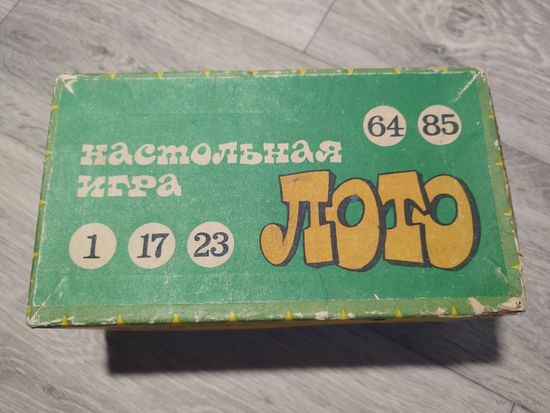 64 85
настольная
игра
1 17 23
ЛОТО